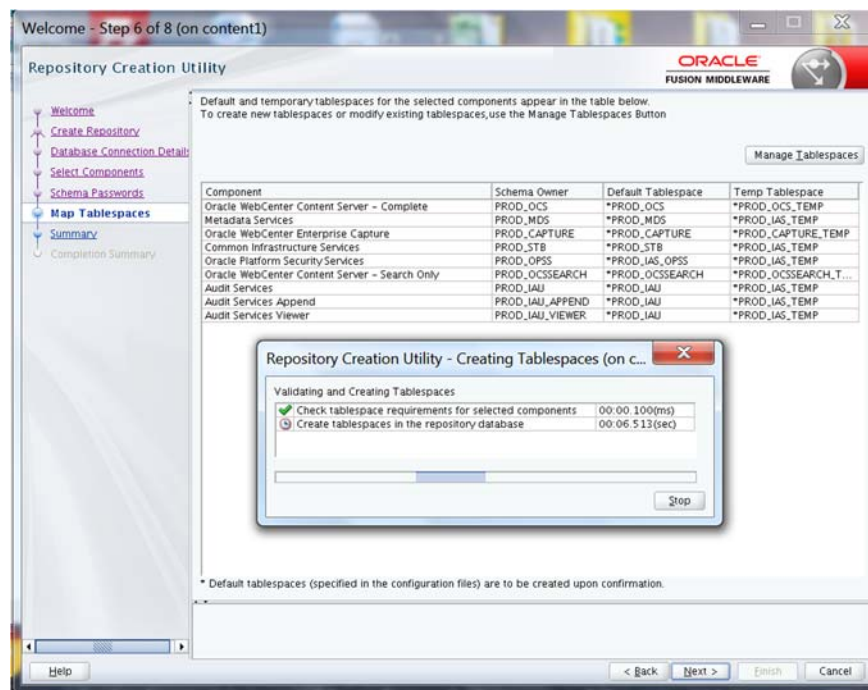 Welcome - Step 6 of 8 (on content1)
Repository Creation Utility
ORACLE
FUSION MIDDLEWARE
Welcome
Create Repository
Database Connection Details
Select Components
Schema Passwords
Map Tablespaces
Summary
Completion Summary
Default and temporary tablespaces for the selected components appear in the table below.
To create new tablespaces or modify existing tablespaces,use the Manage Tablespaces Button
Manage Tablespaces
Component Schema Owner Default Tablespace Temp Tablespace
Oracle WebCenter Content Server - Complete PROD_OCS *PROD_OCS *PROD_OCS_TEMP
Metadata Services PROD_MDS *PROD_MDS *PROD_IAS_TEMP
Oracle WebCenter Enterprise Capture PROD_CAPTURE *PROD_CAPTURE *PROD_CAPTURE_TEMP
Common Infrastructure Services PROD_STB *PROD_STB *PROD_IAS_TEMP
Oracle Platform Security Services PROD_OPSS *PROD_IAS_OPSS *PROD_IAS_TEMP
Oracle WebCenter Content Server - Search Only PROD_OCSSEARCH *PROD_OCSSEARCH *PROD_OCSSEARCH_T...
Audit Services PROD_IAU *PROD_IAU *PROD_IAS_TEMP
Audit Services Append PROD_IAU_APPEND *PROD_IAU *PROD_IAS_TEMP
Audit Services Viewer PROD_IAU_VIEWER *PROD_IAU *PROD_IAS_TEMP
Repository Creation Utility - Creating Tablespaces (on c...
Validating and Creating Tablespaces
Check tablespace requirements for selected components 00:00.100(ms)
Create tablespaces in the repository database 00:06.513(sec)
Stop
* Default tablespaces (specified in the configuration files) are to be created upon confirmation.
Help
< Back
Next >
Finish
Cancel